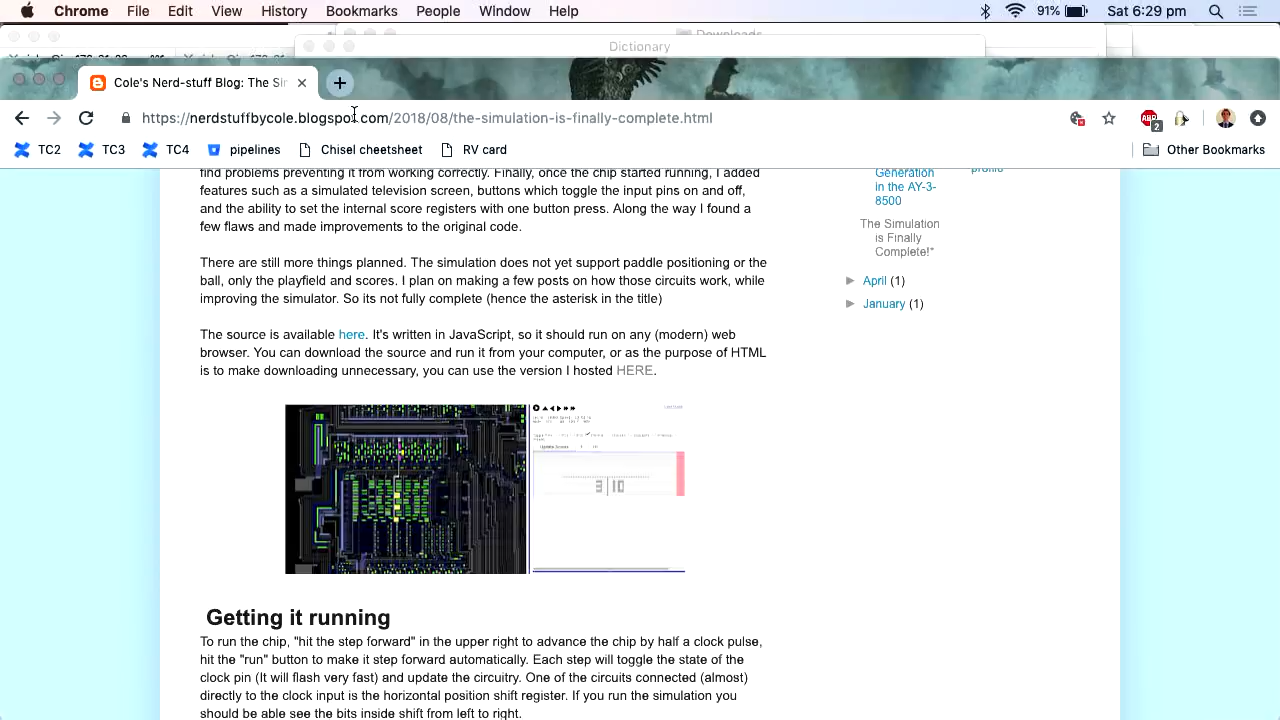 Chrome File Edit View History Bookmarks People Window Help 91% Sat 6:29 pm
Downloads
Dictionary
Cole's Nerd-stuff Blog: The Si
https://nerdstuffbycole.blogspot.com/2018/08/the-simulation-is-finally-complete.html
TC2 TC3 TC4 pipelines Chisel cheetsheet RV card Other Bookmarks
find problems preventing it from working correctly. Finally, once the chip started running, I added
features such as a simulated television screen, buttons which toggle the input pins on and off,
and the ability to set the internal score registers with one button press. Along the way I found a
few flaws and made improvements to the original code.
There are still more things planned. The simulation does not yet support paddle positioning or the
ball, only the playfield and scores. I plan on making a few posts on how those circuits work, while
improving the simulator. So its not fully complete (hence the asterisk in the title)
The source is available here. It's written in JavaScript, so it should run on any (modern) web
browser. You can download the source and run it from your computer, or as the purpose of HTML
is to make downloading unnecessary, you can use the version I hosted HERE.
3 10
Getting it running
To run the chip, "hit the step forward" in the upper right to advance the chip by half a clock pulse,
hit the "run" button to make it step forward automatically. Each step will toggle the state of the
clock pin (It will flash very fast) and update the circuitry. One of the circuits connected (almost)
directly to the clock input is the horizontal position shift register. If you run the simulation you
should be able see the bits inside shift from left to right.
Generation
in the AY-3-
8500
The Simulation
is Finally
Complete!*
► April (1)
► January (1)
profile